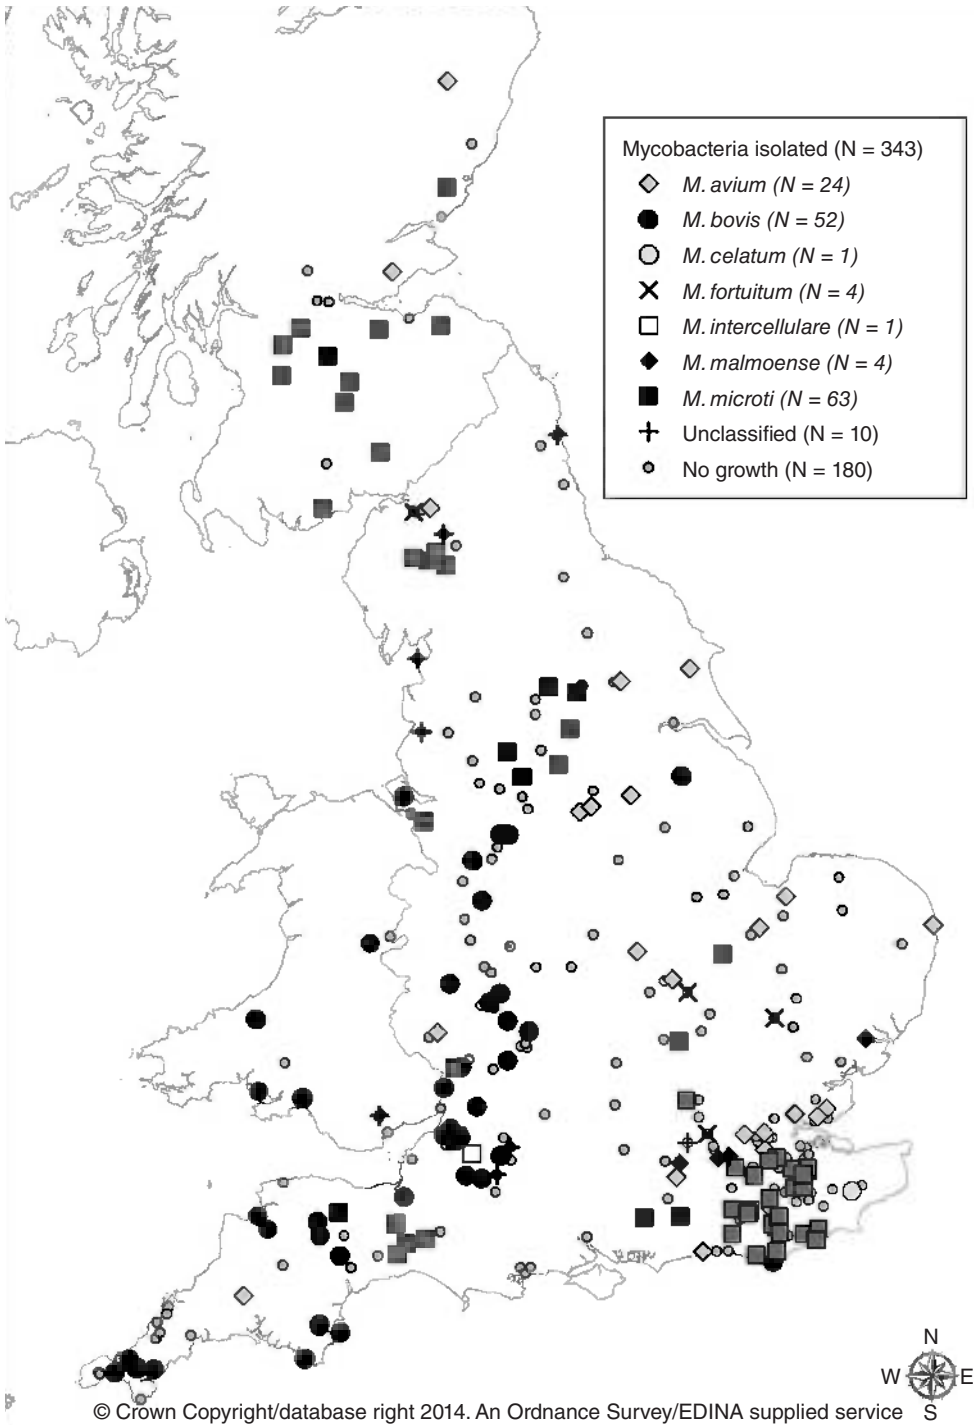 Mycobacteria isolated (N = 343)
M. avium (N = 24)
M. bovis (N = 52)
M. celatum (N = 1)
M. fortuitum (N = 4)
M. intercellulare (N = 1)
M. malmoense (N = 4)
M. microti (N = 63)
Unclassified (N = 10)
No growth (N = 180)
N
W E
S
© Crown Copyright/database right 2014. An Ordnance Survey/EDINA supplied service